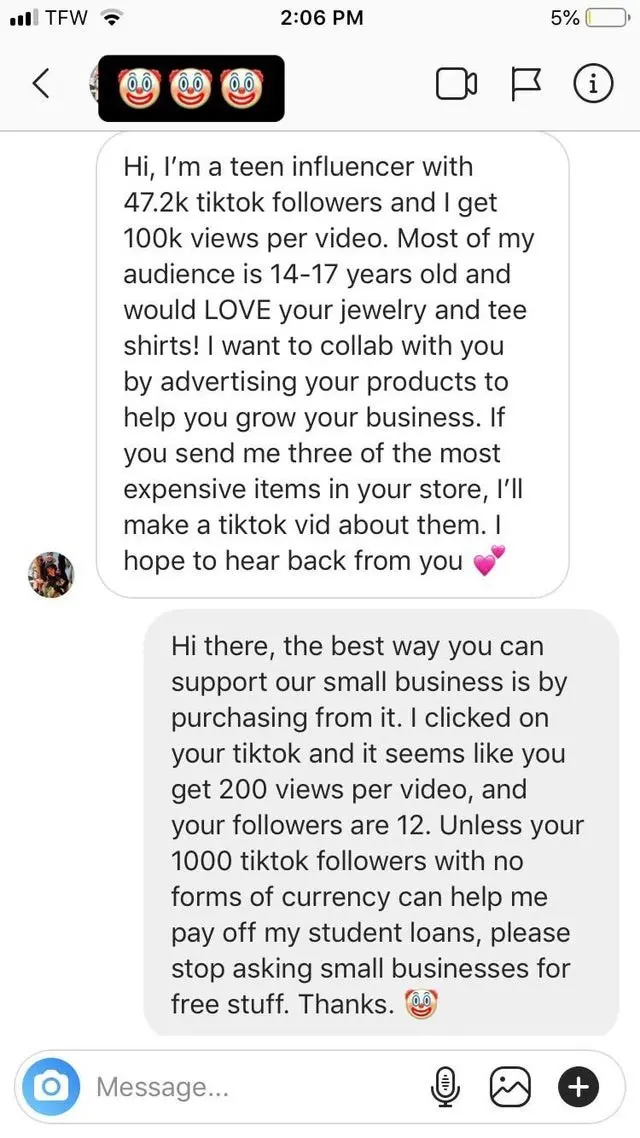 TFW 2:06 PM 5%
🤡🤡🤡
Hi, I’m a teen influencer with
47.2k tiktok followers and I get
100k views per video. Most of my
audience is 14-17 years old and
would LOVE your jewelry and tee
shirts! I want to collab with you
by advertising your products to
help you grow your business. If
you send me three of the most
expensive items in your store, I’ll
make a tiktok vid about them. I
hope to hear back from you 💕
Hi there, the best way you can
support our small business is by
purchasing from it. I clicked on
your tiktok and it seems like you
get 200 views per video, and
your followers are 12. Unless your
1000 tiktok followers with no
forms of currency can help me
pay off my student loans, please
stop asking small businesses for
free stuff. Thanks. 🤡
Message...